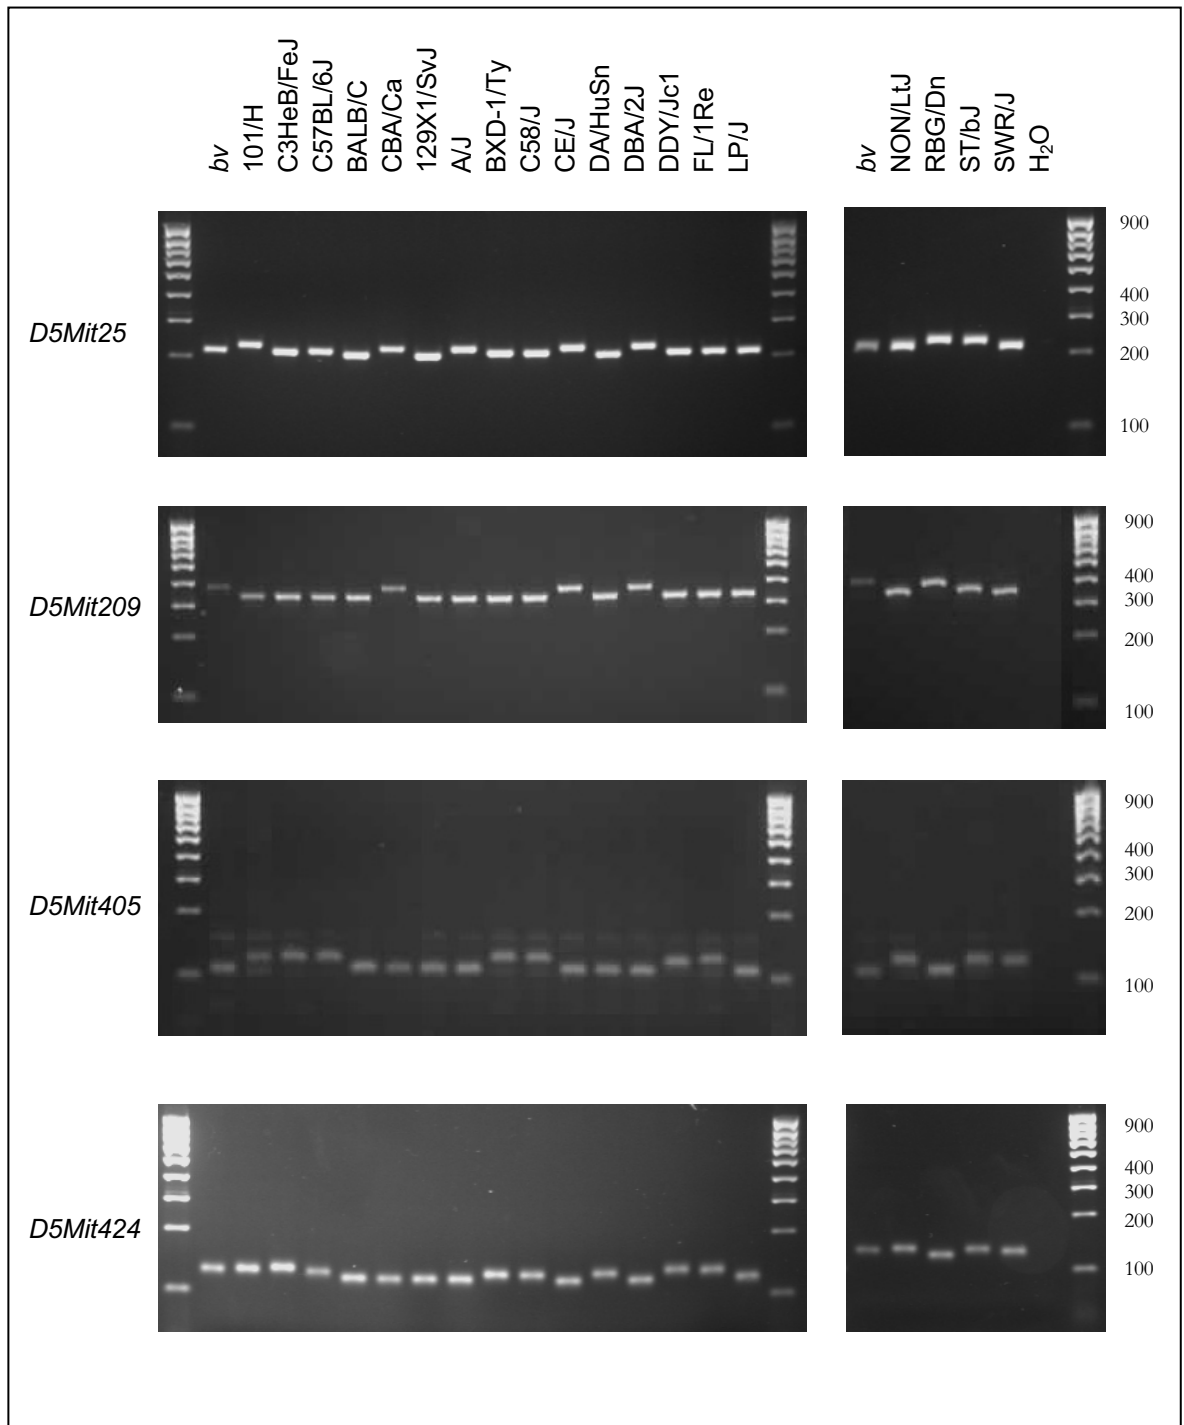 bv
101/H
C3HeB/FeJ
C57BL/6J
BALB/C
CBA/Ca
129X1/SvJ
A/J
BXD-1/Ty
C58/J
CE/J
DA/HuSn
DBA/2J
DDY/Jc1
FL/1Re
LP/J
bv
NON/LtJ
RBG/Dn
ST/bJ
SWR/J
H₂O
D5Mit25
900
400
300
200
100
D5Mit209
900
400
300
200
100
D5Mit405
900
400
300
200
100
D5Mit424
900
400
300
200
100